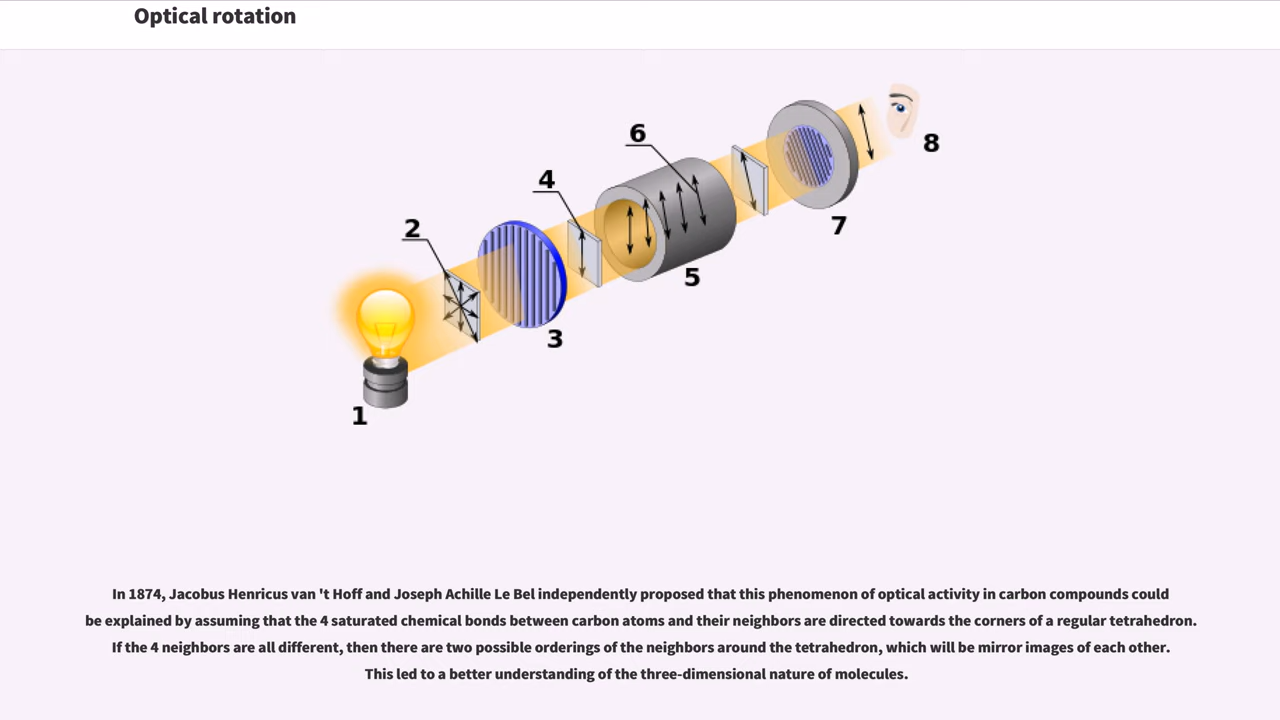 Optical rotation
8
6
4
7
2
5
3
1
In 1874, Jacobus Henricus van 't Hoff and Joseph Achille Le Bel independently proposed that this phenomenon of optical activity in carbon compounds could
be explained by assuming that the 4 saturated chemical bonds between carbon atoms and their neighbors are directed towards the corners of a regular tetrahedron.
If the 4 neighbors are all different, then there are two possible orderings of the neighbors around the tetrahedron, which will be mirror images of each other.
This led to a better understanding of the three-dimensional nature of molecules.